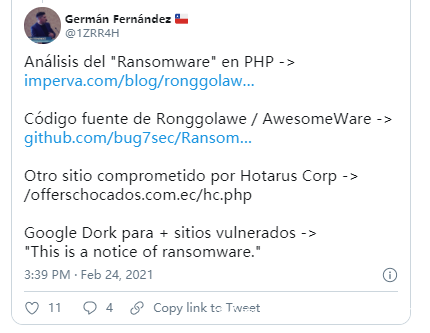 Germán Fernández 🇨🇱
@1ZRR4H
Análisis del "Ransomware" en PHP ->
imperva.com/blog/ronggolaw...
Código fuente de Ronggolawe / AwesomeWare ->
github.com/bug7sec/Ransom...
Otro sitio comprometido por Hotarus Corp ->
/offerschocados.com.ec/hc.php
Google Dork para + sitios vulnerados ->
"This is a notice of ransomware."
3:39 PM · Feb 24, 2021
11 4 Copy link to Tweet